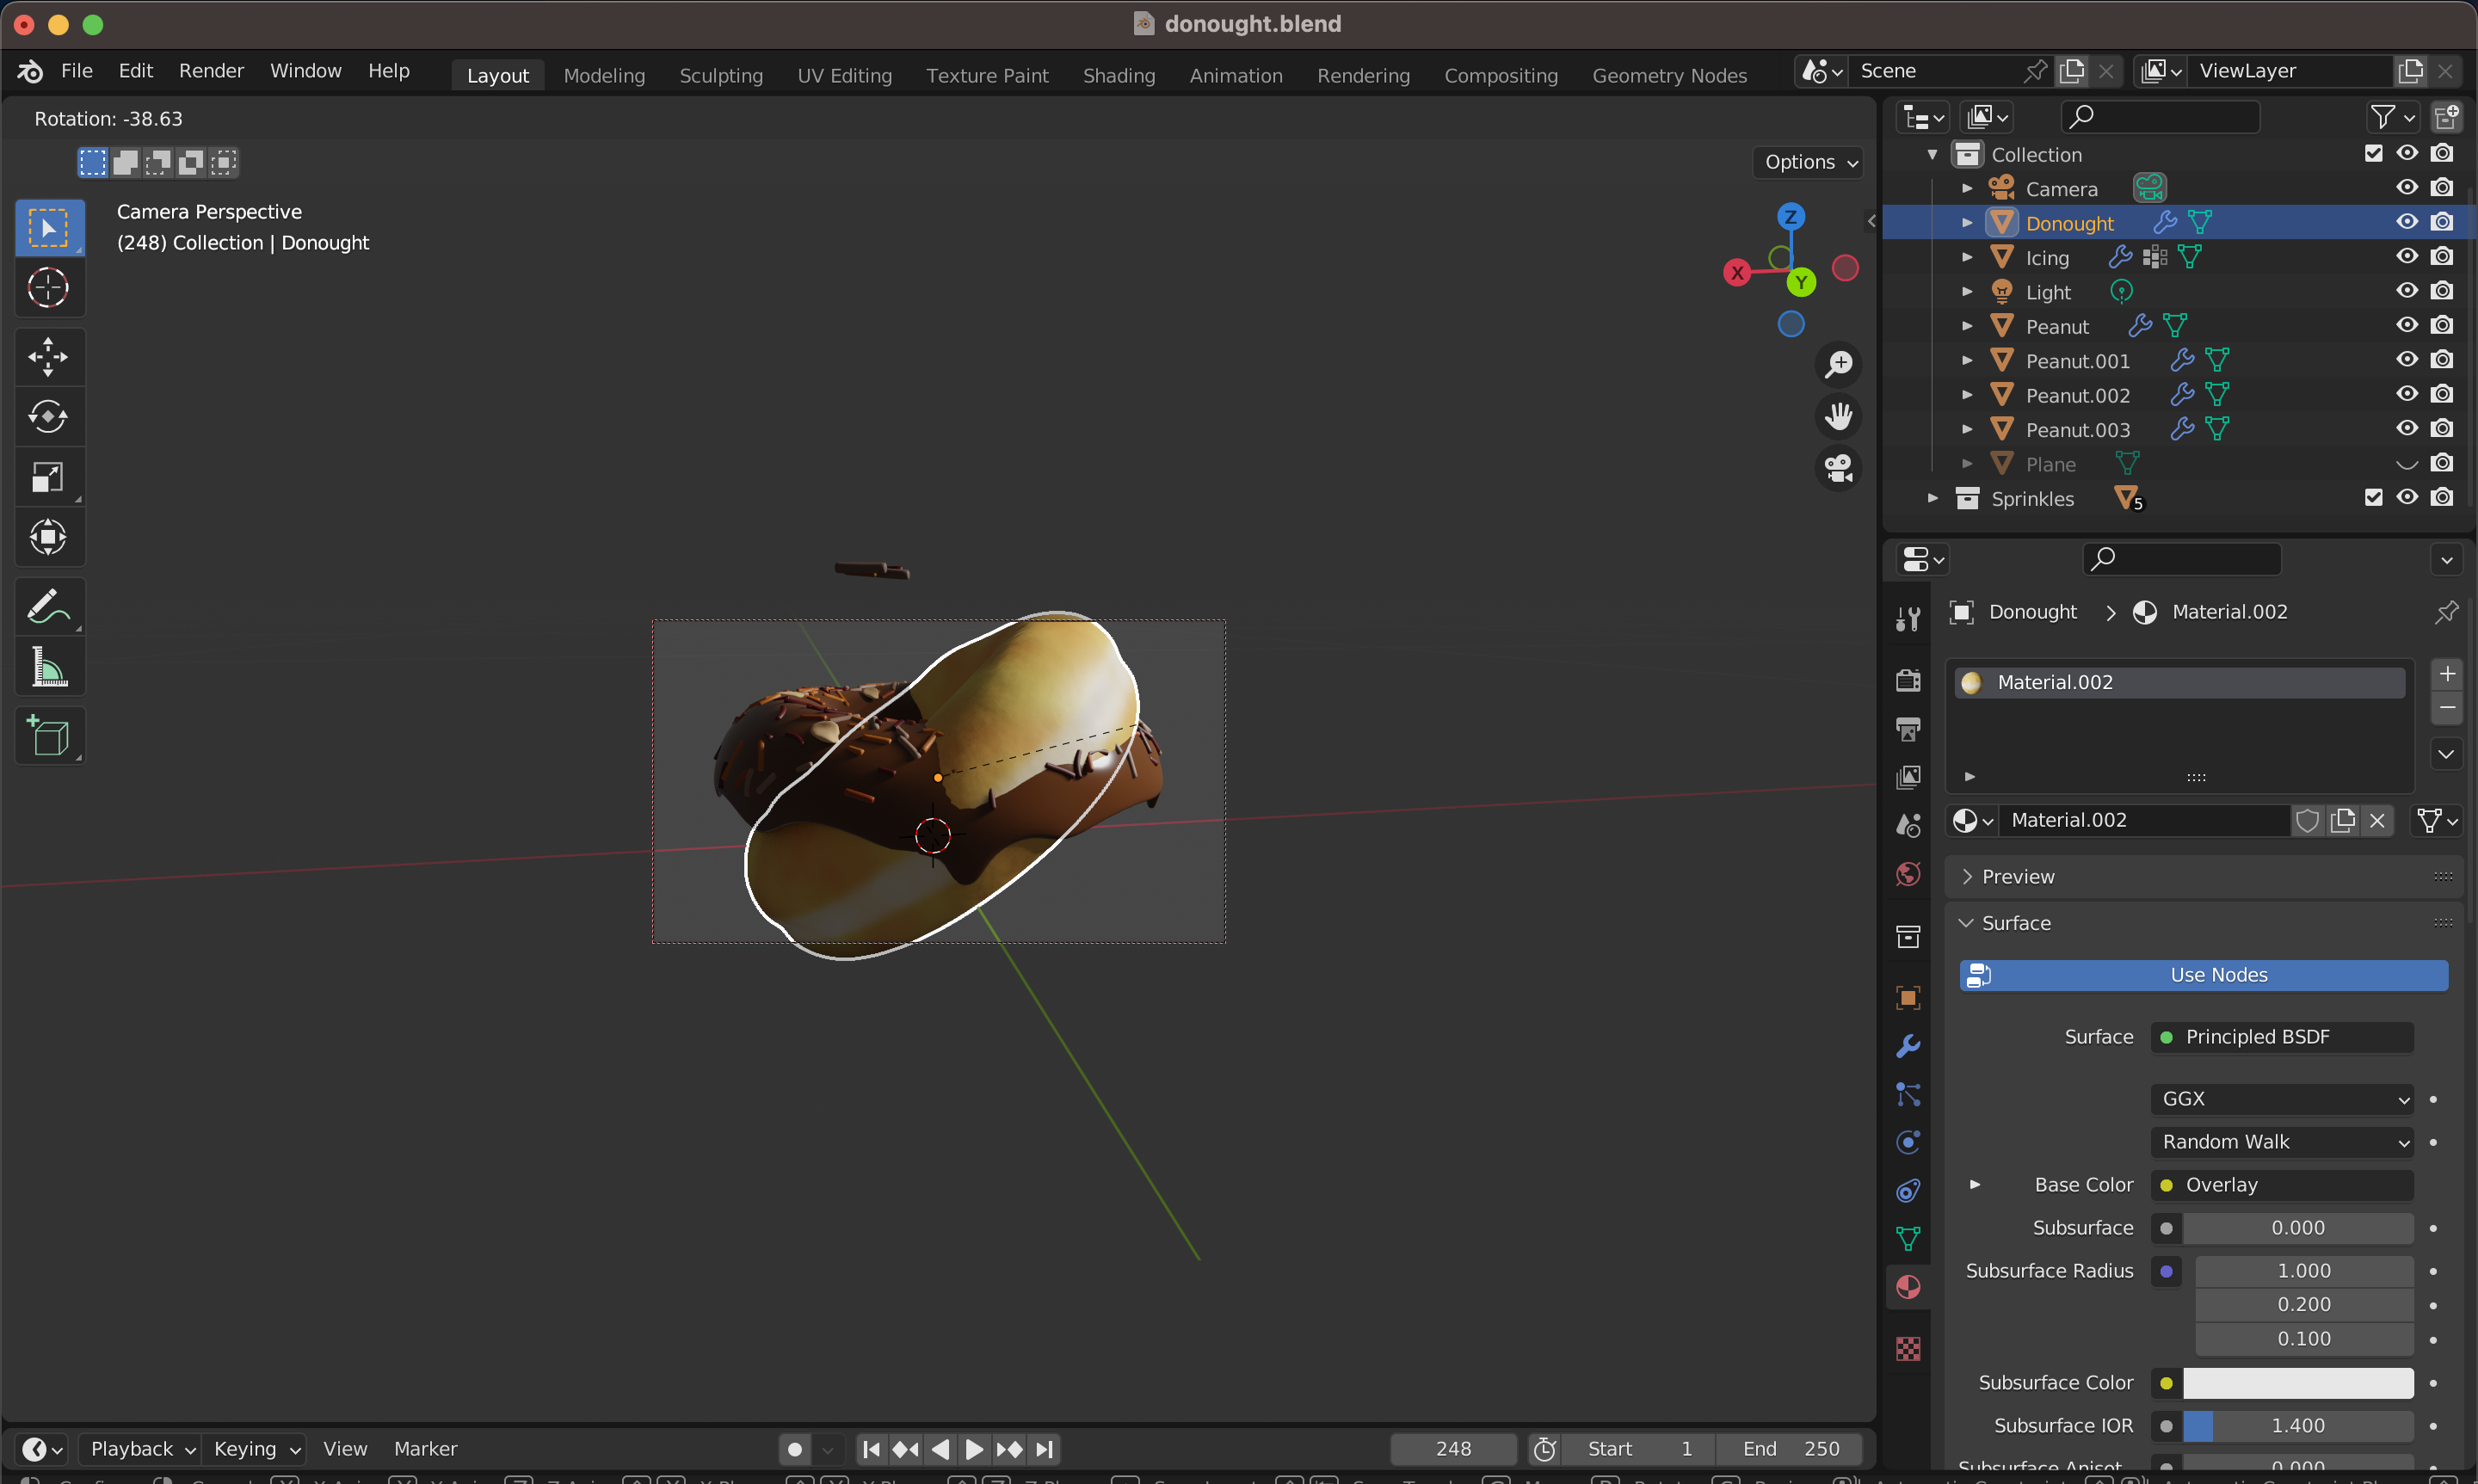 donought.blend
File Edit Render Window Help Layout Modeling Sculpting UV Editing Texture Paint Shading Animation Rendering Compositing Geometry Nodes Scene ViewLayer
Rotation: -38.63
Options
Camera Perspective
(248) Collection | Donought
Z
X
Y
Collection
Camera
Donought
Icing
Light
Peanut
Peanut.001
Peanut.002
Peanut.003
Plane
Sprinkles 5
Donought > Material.002
Material.002
Material.002
Preview
Surface
Use Nodes
Surface Principled BSDF
GGX
Random Walk
Base Color Overlay
Subsurface 0.000
Subsurface Radius 1.000
0.200
0.100
Subsurface Color
Subsurface IOR 1.400
Subsurface Anisot 0.000
Playback Keying View Marker 248 Start 1 End 250